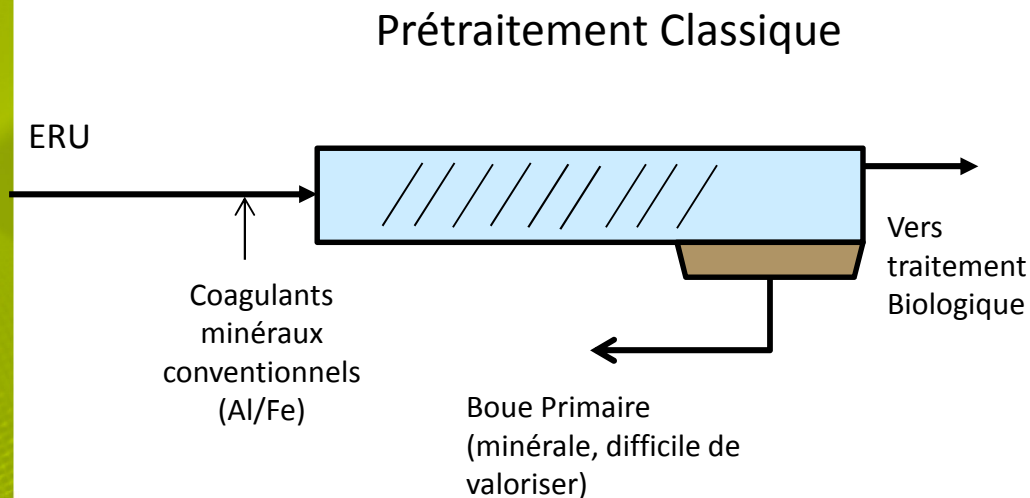 Prétraitement Classique
ERU
Coagulants
minéraux
conventionnels
(Al/Fe)
Vers
traitement
Biologique
Boue Primaire
(minérale, difficile de
valoriser)